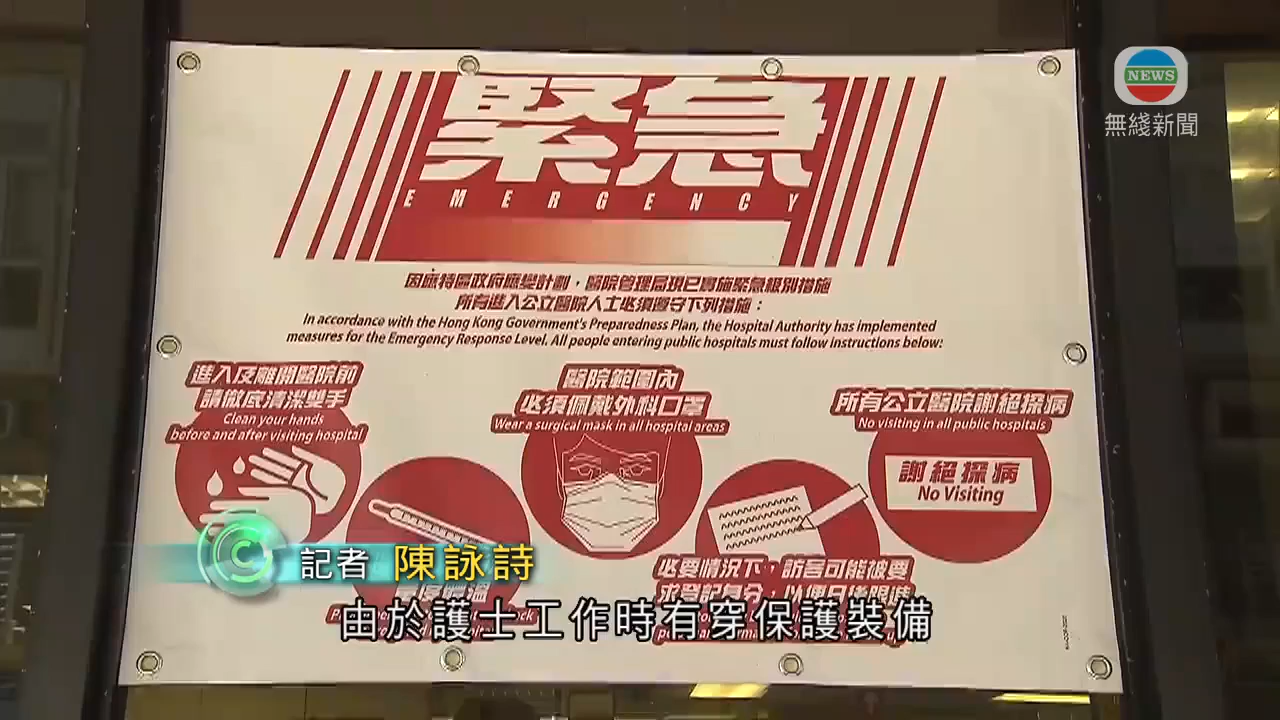 NEWS
無綫新聞
緊急
EMERGENCY
因應特區政府應變計劃，醫院管理局現已實施緊急級別措施
所有進入公立醫院人士必須遵守下列措施：
In accordance with the Hong Kong Government's Preparedness Plan, the Hospital Authority has implemented
measures for the Emergency Response Level. All people entering public hospitals must follow instructions below:
進入及離開醫院前
請徹底清潔雙手
Clean your hands
before and after visiting hospital
醫院範圍內
必須佩戴外科口罩
Wear a surgical mask in all hospital areas
所有公立醫院謝絕探病
No visiting in all public hospitals
謝絕探病
No Visiting
必要情況下，訪客可能被要
求登記身分，以便日後跟進
記者 陳詠詩
由於護士工作時有穿保護裝備